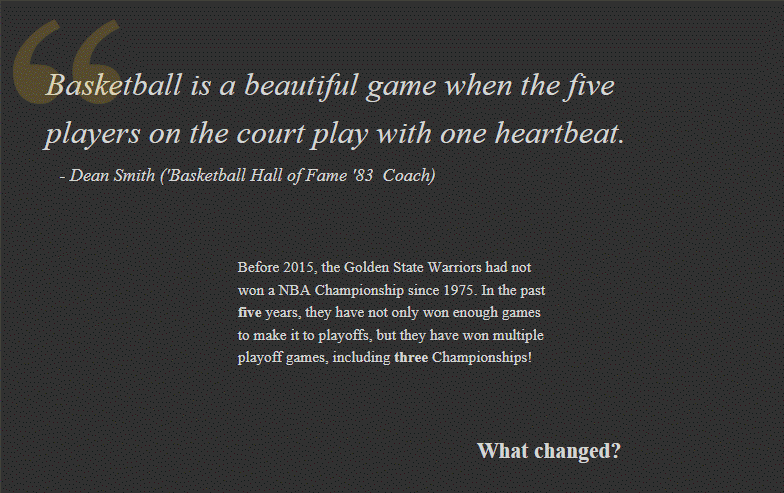 Basketball is a beautiful game when the five
players on the court play with one heartbeat.
- Dean Smith ('Basketball Hall of Fame '83  Coach)
Before 2015, the Golden State Warriors had not
won a NBA Championship since 1975. In the past
five years, they have not only won enough games
to make it to playoffs, but they have won multiple
playoff games, including three Championships!
What changed?